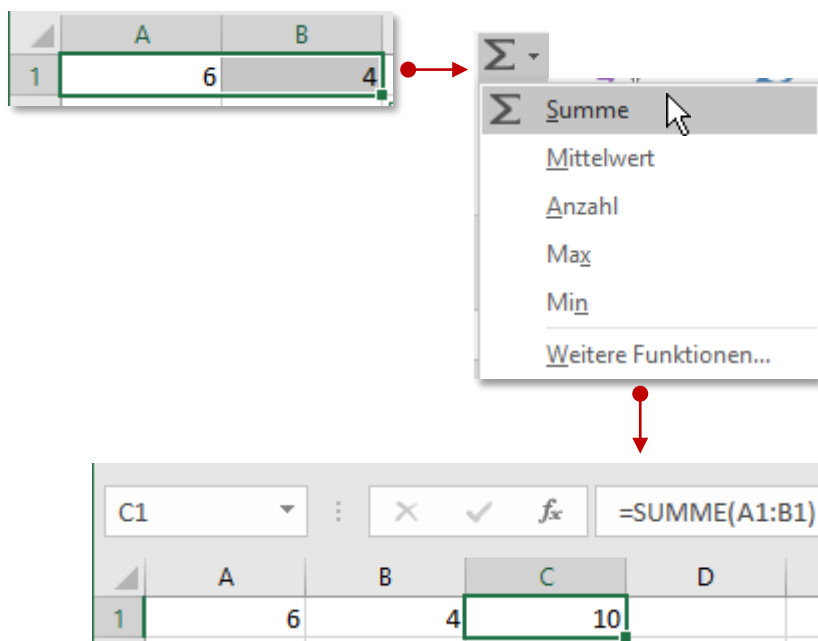 A B
1 6 4
Σ
Σ Summe
Mittelwert
Anzahl
Max
Min
Weitere Funktionen...
C1 fx =SUMME(A1:B1)
A B C D
1 6 4 10